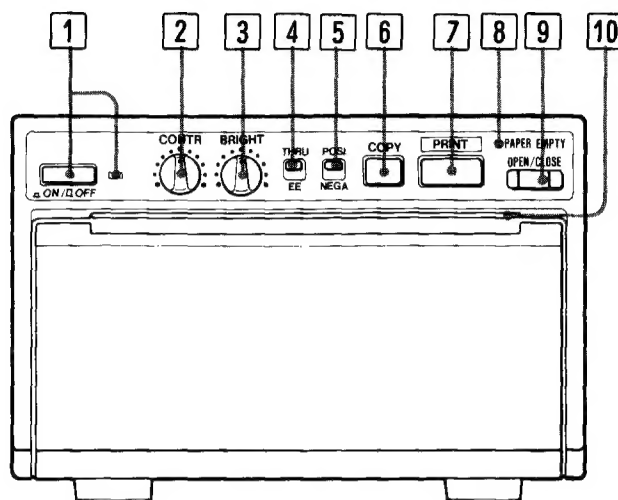 1 2 3 4 5 6 7 8 9 10
CONTR BRIGHT THRU POSI COPY PRINT PAPER EMPTY
OPEN/CLOSE
ON/OFF EE NEGA